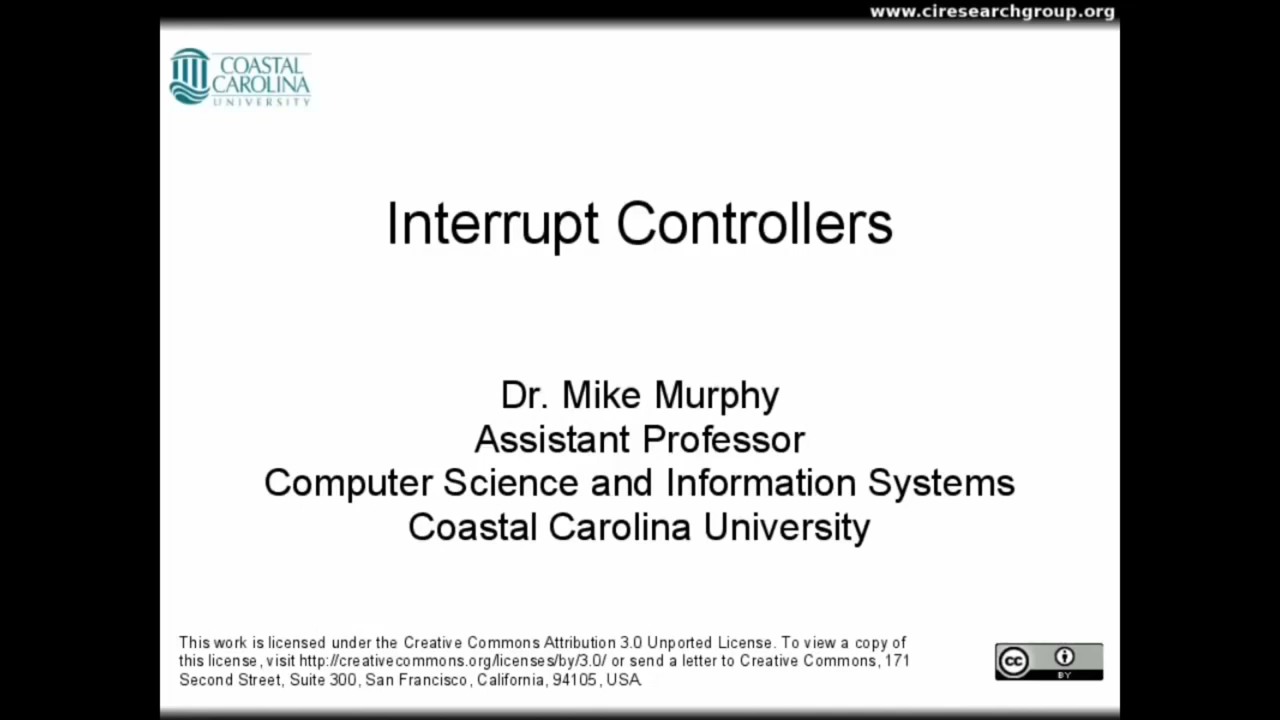 www.ciresearchgroup.org
COASTAL
CAROLINA
UNIVERSITY
Interrupt Controllers
Dr. Mike Murphy
Assistant Professor
Computer Science and Information Systems
Coastal Carolina University
This work is licensed under the Creative Commons Attribution 3.0 Unported License. To view a copy of
this license, visit http://creativecommons.org/licenses/by/3.0/ or send a letter to Creative Commons, 171
Second Street, Suite 300, San Francisco, California, 94105, USA.
cc
BY